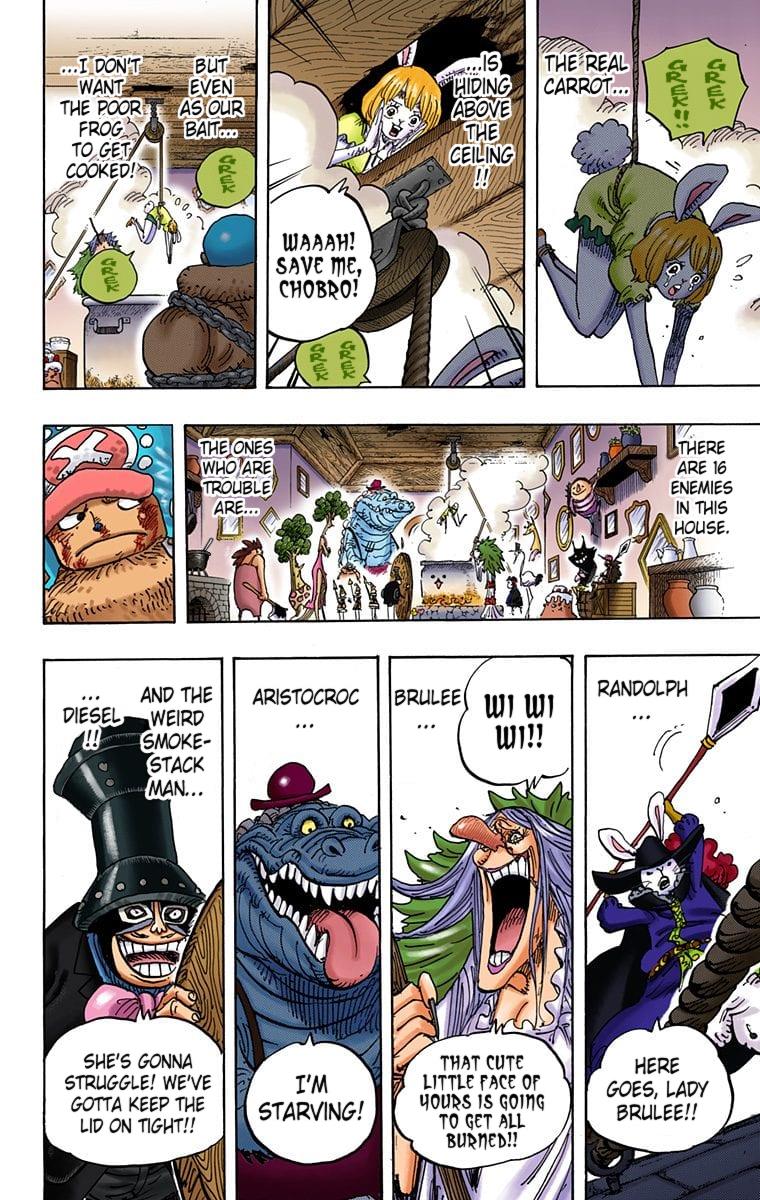 THE REAL
CARROT...
GREK
GREK!!
...IS
HIDING
ABOVE
THE
CEILING
!!
WAAAH!
SAVE ME,
CHOBRO!
GREK
GREK
BUT
EVEN
AS OUR
BAIT...
...I DON'T
WANT
THE POOR
FROG
TO GET
COOKED!
GREK
GREK
THERE
ARE 16
ENEMIES
IN THIS
HOUSE.
THE ONES
WHO ARE
TROUBLE
ARE...
RANDOLPH
...
HERE
GOES, LADY
BRULEE!!
BRULEE
...
WI WI
WI!!
THAT CUTE
LITTLE FACE OF
YOURS IS GOING
TO GET ALL
BURNED!!
ARISTOCROC
...
I'M
STARVING!
AND THE
WEIRD
SMOKE-
STACK
MAN...
...
DIESEL
!!
SHE'S GONNA
STRUGGLE! WE'VE
GOTTA KEEP THE
LID ON TIGHT!!